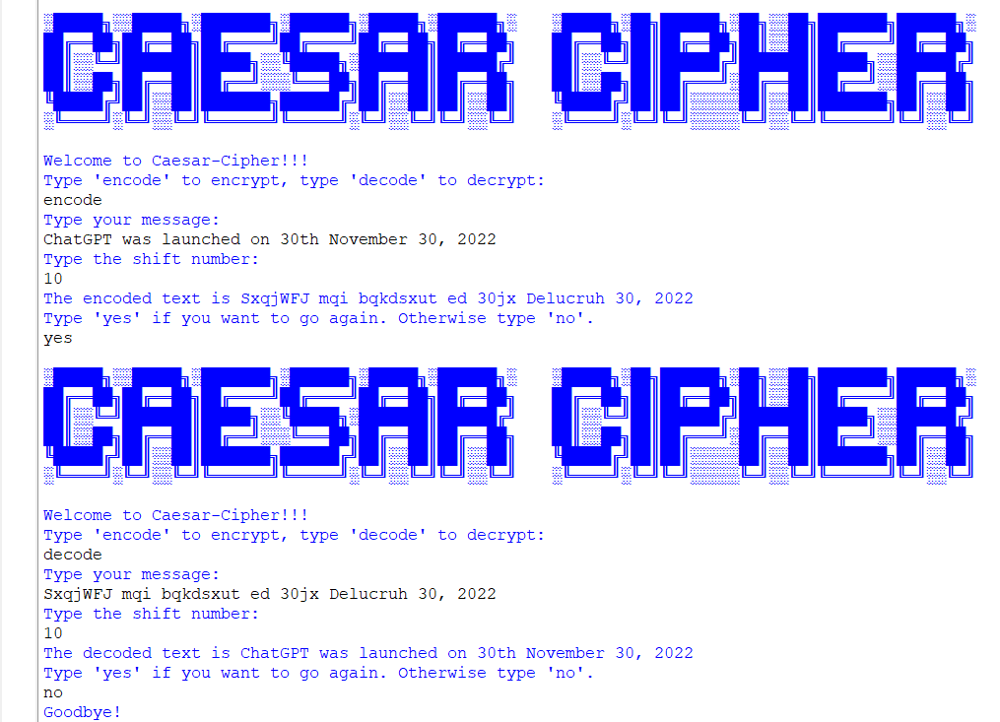 CAESAR CIPHER
Welcome to Caesar-Cipher!!!
Type 'encode' to encrypt, type 'decode' to decrypt:
encode
Type your message:
ChatGPT was launched on 30th November 30, 2022
Type the shift number:
10
The encoded text is SxqjWFJ mqi bqkdsxut ed 30jx Delucruh 30, 2022
Type 'yes' if you want to go again. Otherwise type 'no'.
yes
CAESAR CIPHER
Welcome to Caesar-Cipher!!!
Type 'encode' to encrypt, type 'decode' to decrypt:
decode
Type your message:
SxqjWFJ mqi bqkdsxut ed 30jx Delucruh 30, 2022
Type the shift number:
10
The decoded text is ChatGPT was launched on 30th November 30, 2022
Type 'yes' if you want to go again. Otherwise type 'no'.
no
Goodbye!